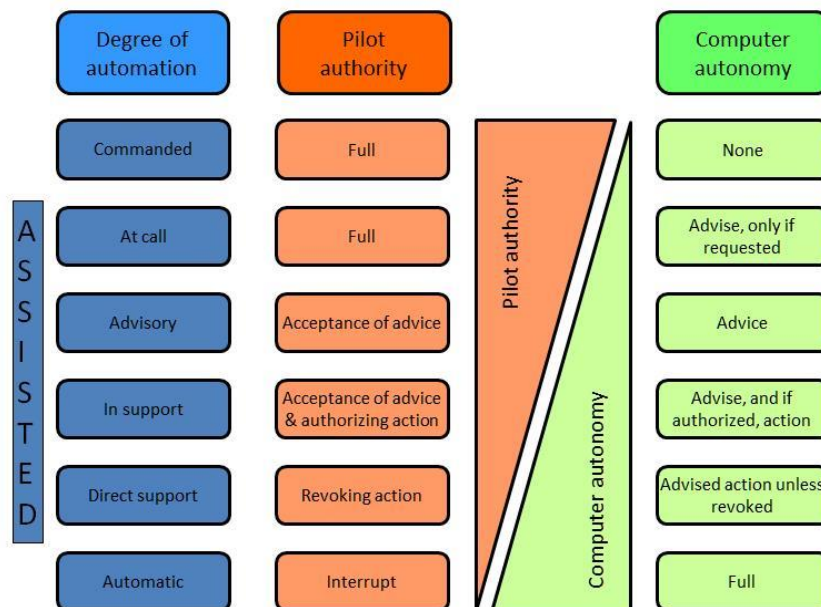 Degree of
automation
Pilot
authority
Computer
autonomy
Commanded
Full
None
ASSISTED
At call
Full
Advise, only if
requested
Advisory
Acceptance of advice
Advice
In support
Acceptance of advice
& authorizing action
Advise, and if
authorized, action
Direct support
Revoking action
Advised action unless
revoked
Automatic
Interrupt
Full
Pilot authority
Computer autonomy